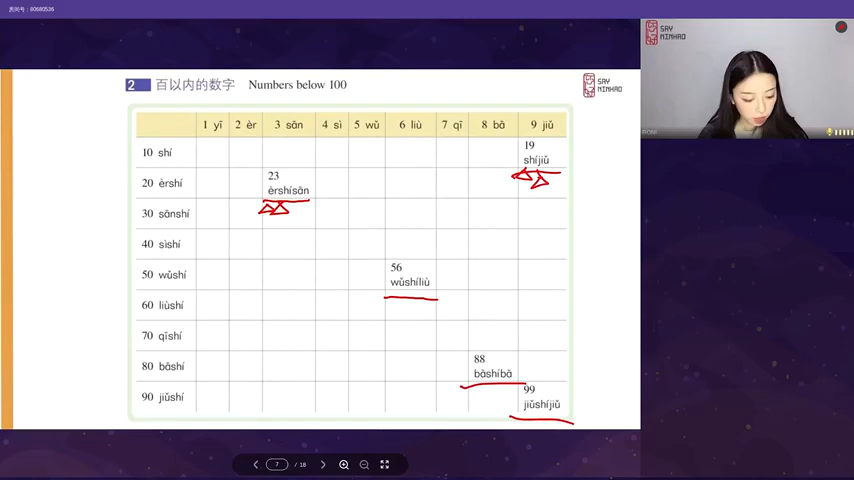 房间号：80680536
SAY
NINHAO
2 百以内的数字 Numbers below 100
SAY
NINHAO
1 yī 2 èr 3 sān 4 sì 5 wǔ 6 liù 7 qī 8 bā 9 jiǔ
10 shí
19
shíjiǔ
20 èrshí
23
èrshísān
30 sānshí
40 sìshí
50 wǔshí
56
wǔshíliù
60 liùshí
70 qīshí
80 bāshí
88
bāshíbā
90 jiǔshí
99
jiǔshíjiǔ
7 / 18